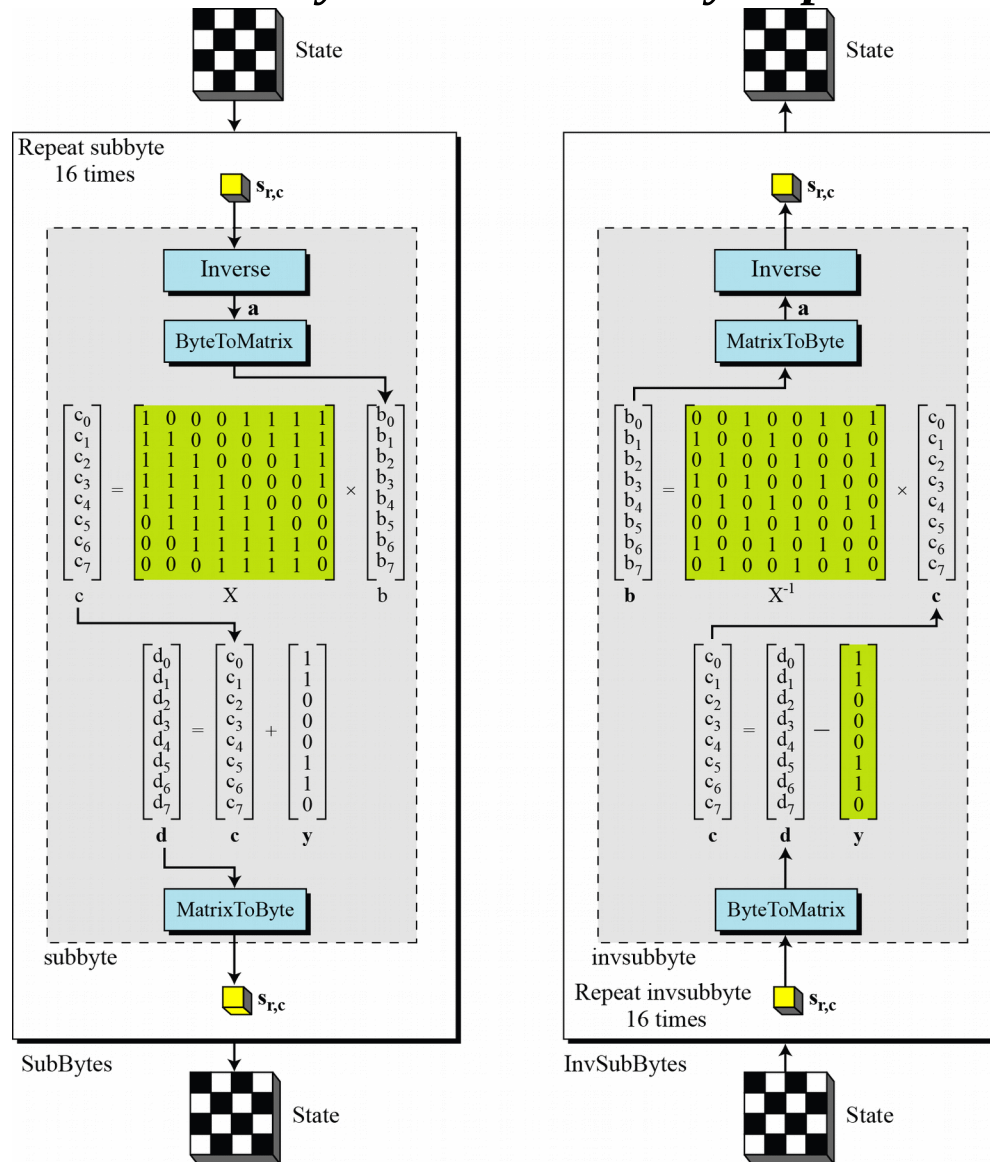 State
Repeat subbyte
16 times
s r,c
Inverse
a
ByteToMatrix
c0 1 0 0 0 1 1 1 1 b0
c1 1 1 0 0 0 1 1 1 b1
c2 1 1 1 0 0 0 1 1 b2
c3 1 1 1 1 0 0 0 1 b3
= ×
c4 1 1 1 1 1 0 0 0 b4
c5 0 1 1 1 1 1 0 0 b5
c6 0 0 1 1 1 1 1 0 b6
c7 0 0 0 1 1 1 1 0 b7
c X b
d0 c0 1
d1 c1 1
d2 c2 0
d3 c3 0
= +
d4 c4 0
d5 c5 1
d6 c6 1
d7 c7 0
d c y
MatrixToByte
subbyte
s r,c
SubBytes
State
State
s r,c
Inverse
a
MatrixToByte
b0 0 0 1 0 0 1 0 1 c0
b1 1 0 0 1 0 0 1 0 c1
b2 0 1 0 0 1 0 0 1 c2
b3 1 0 1 0 0 1 0 0 c3
= ×
b4 0 1 0 1 0 0 1 0 c4
b5 0 0 1 0 1 0 0 1 c5
b6 1 0 0 1 0 1 0 0 c6
b7 0 1 0 0 1 0 1 0 c7
b X-1 c
c0 d0 1
c1 d1 1
c2 d2 0
c3 d3 0
= −
c4 d4 0
c5 d5 1
c6 d6 1
c7 d7 0
c d y
ByteToMatrix
invsubbyte
Repeat invsubbyte
16 times
s r,c
InvSubBytes
State